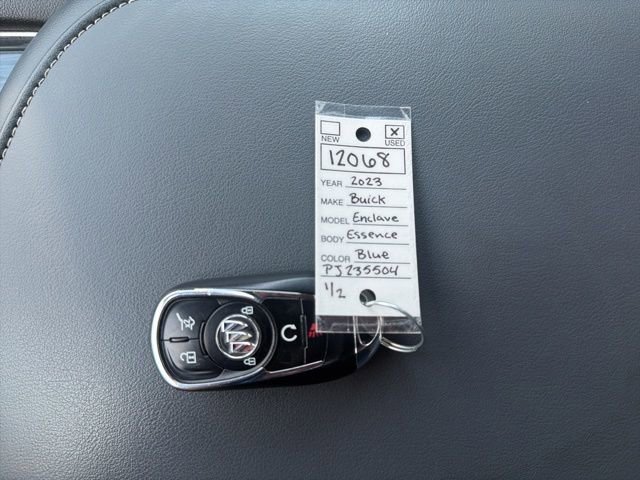 NEW USED
12068
YEAR 2023
MAKE Buick
MODEL Enclave
BODY Essence
COLOR Blue
PJ235504
1/2